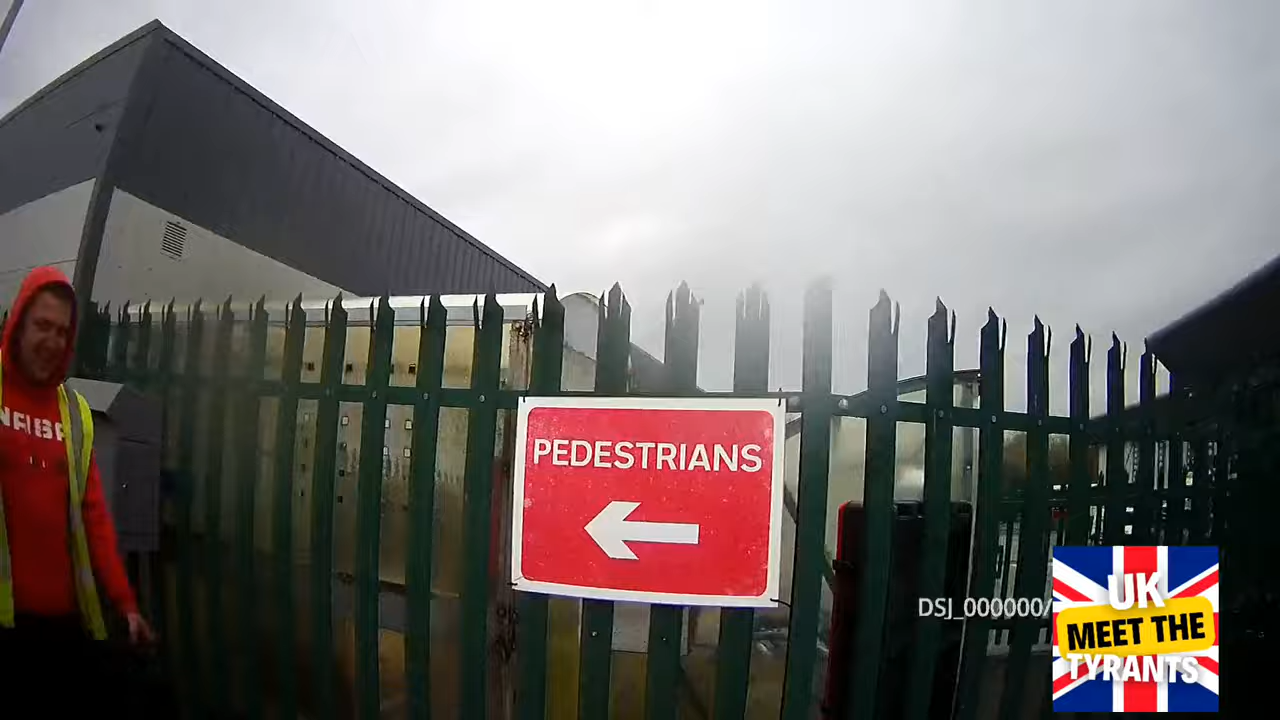 PEDESTRIANS
DSJ_000000/
UK
MEET THE
TYRANTS